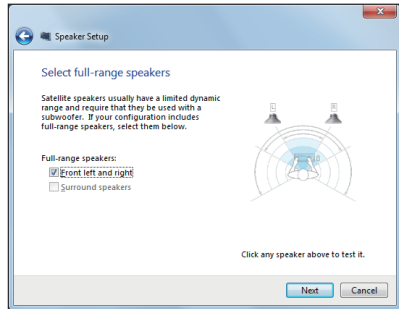 Speaker Setup
Select full-range speakers
Satellite speakers usually have a limited dynamic
range and require that they be used with a
subwoofer. If your configuration includes
full-range speakers, select them below.
L R
Full-range speakers:
Front left and right
Surround speakers
Click any speaker above to test it.
Next Cancel